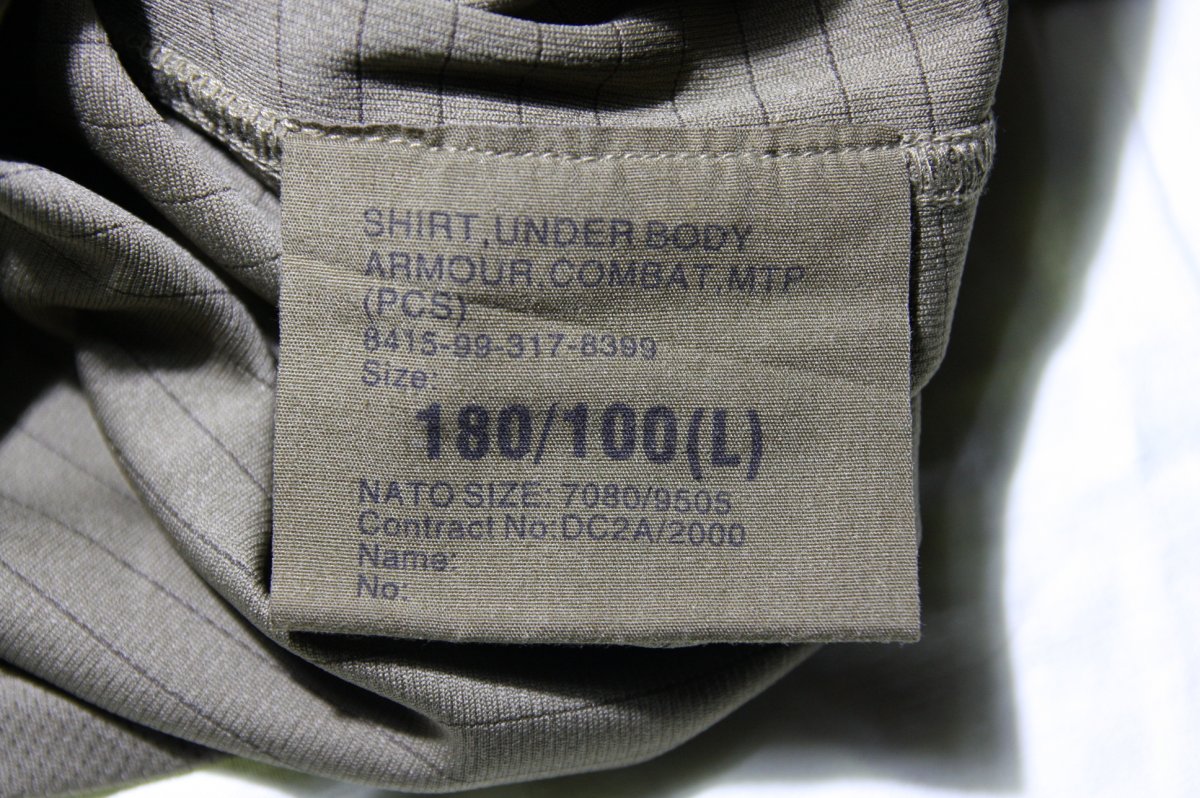 SHIRT,UNDER BODY
ARMOUR,COMBAT,MTP
(PCS)
8415-99-317-8399
Size:
180/100(L)
NATO SIZE: 7080/9505
Contract No:DC2A/2000
Name:
No: